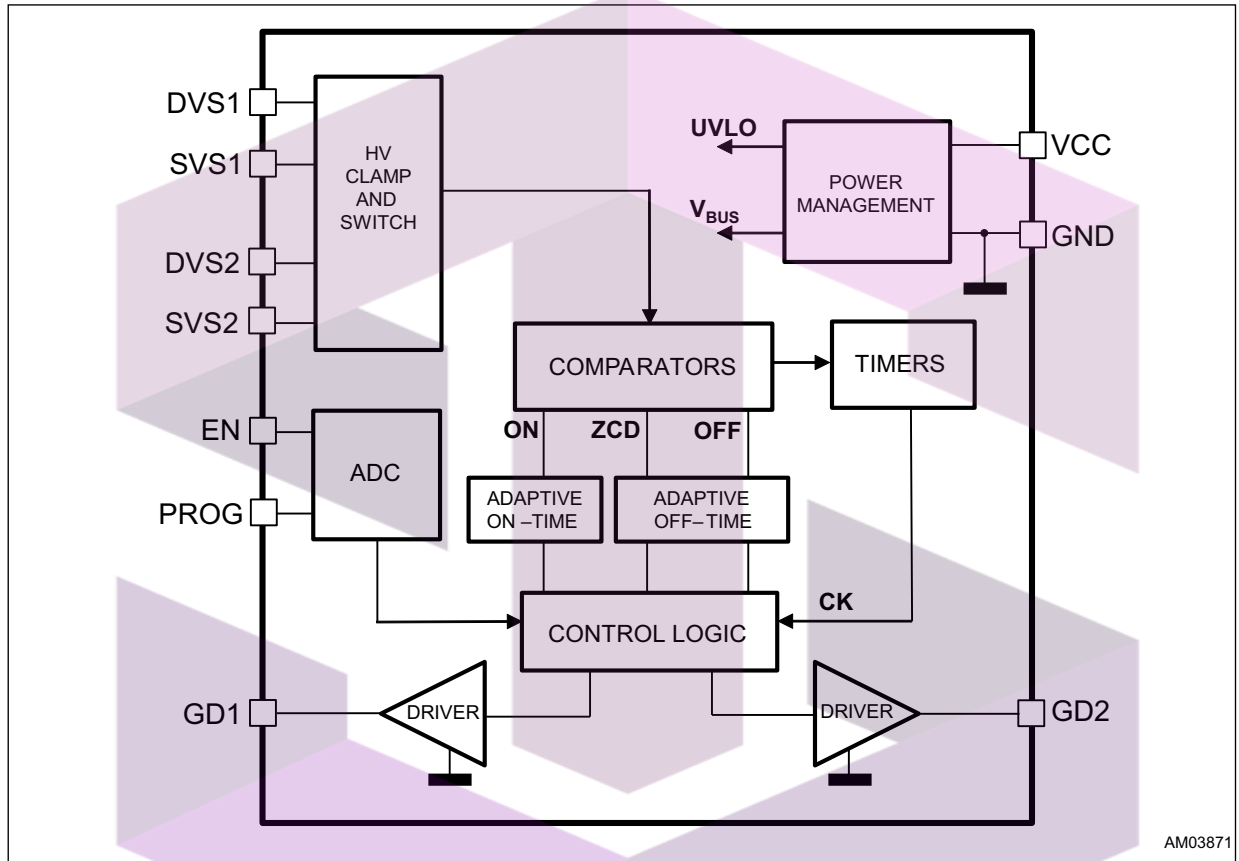 DVS1
SVS1
DVS2
SVS2
HV
CLAMP
AND
SWITCH
UVLO
V_BUS
POWER
MANAGEMENT
VCC
GND
COMPARATORS
TIMERS
EN
PROG
ADC
ON
ZCD
OFF
ADAPTIVE
ON –TIME
ADAPTIVE
OFF– TIME
CK
CONTROL LOGIC
GD1
DRIVER
DRIVER
GD2
AM03871